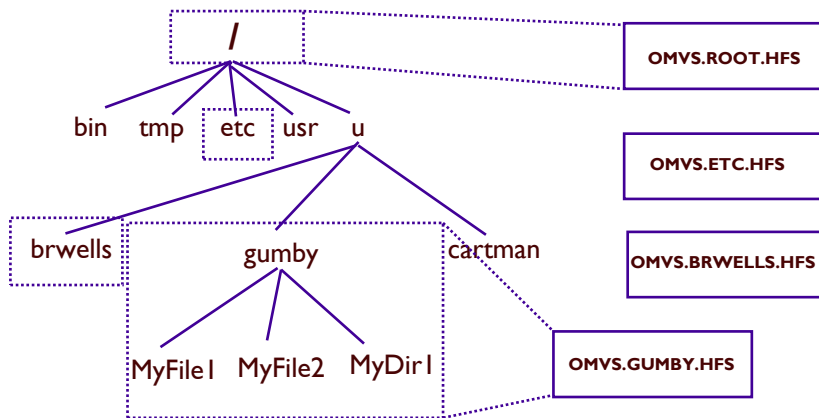 /
OMVS.ROOT.HFS
bin tmp etc usr u
OMVS.ETC.HFS
brwells gumby cartman
OMVS.BRWELLS.HFS
MyFile1 MyFile2 MyDir1
OMVS.GUMBY.HFS